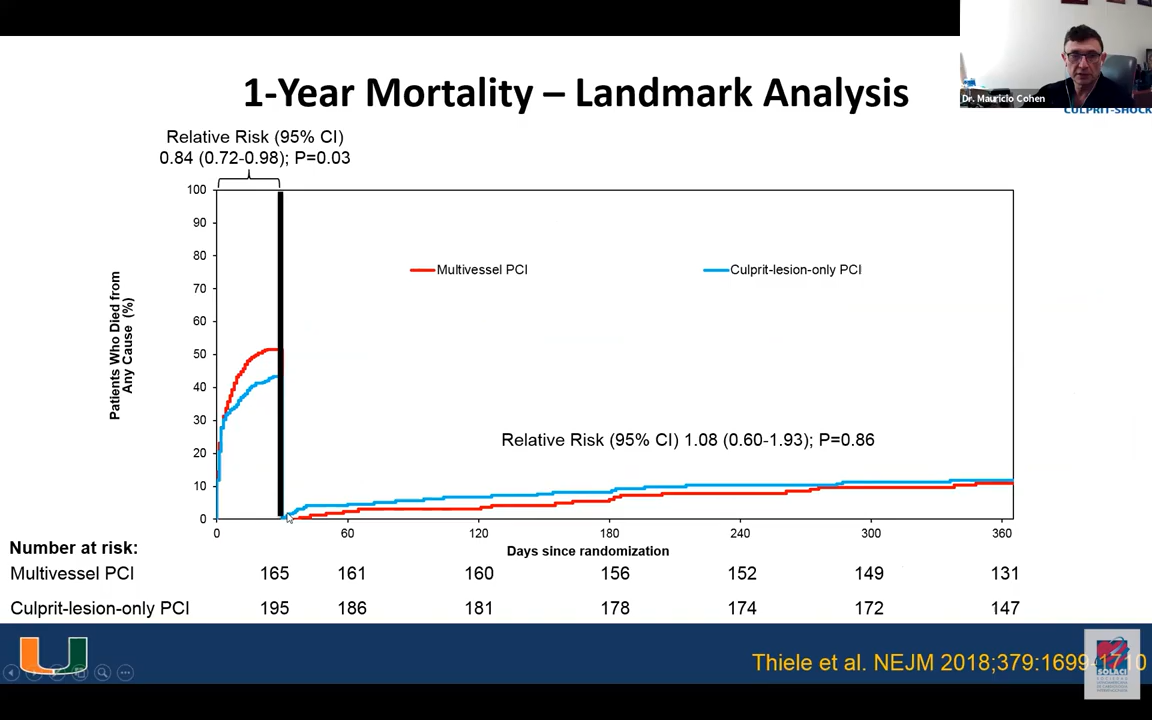 1-Year Mortality – Landmark Analysis
Dr. Mauricio Cohen
CULPRIT-SHOCK
Relative Risk (95% CI)
0.84 (0.72-0.98); P=0.03
Patients Who Died from
Any Cause (%)
100
90
80
70
60
50
40
30
20
10
0
Multivessel PCI
Culprit-lesion-only PCI
Relative Risk (95% CI) 1.08 (0.60-1.93); P=0.86
0 60 120 180 240 300 360
Days since randomization
Number at risk:
Multivessel PCI 165 161 160 156 152 149 131
Culprit-lesion-only PCI 195 186 181 178 174 172 147
Thiele et al. NEJM 2018;379:1699-1710
SOLACI